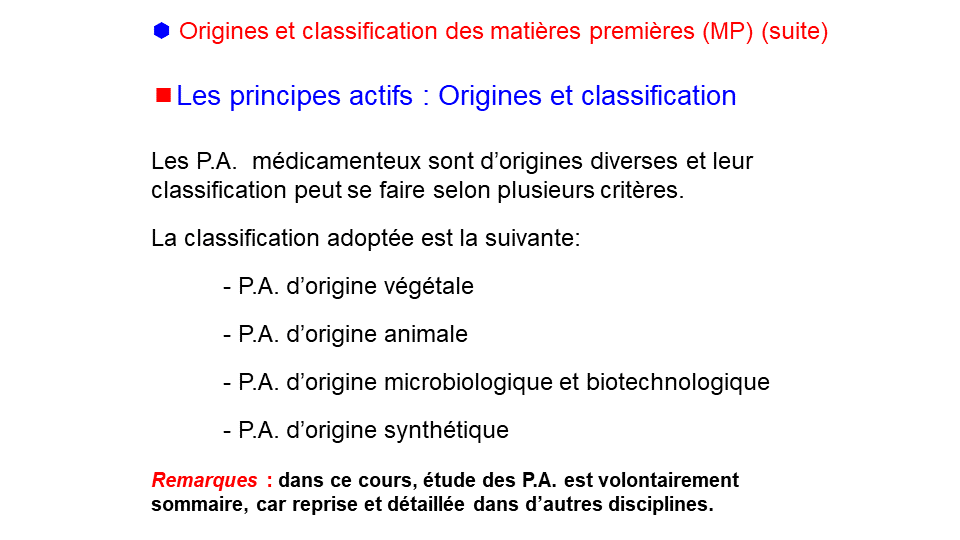 Origines et classification des matières premières (MP) (suite)
Les principes actifs : Origines et classification
Les P.A. médicamenteux sont d’origines diverses et leur
classification peut se faire selon plusieurs critères.
La classification adoptée est la suivante:
- P.A. d’origine végétale
- P.A. d’origine animale
- P.A. d’origine microbiologique et biotechnologique
- P.A. d’origine synthétique
Remarques : dans ce cours, étude des P.A. est volontairement
sommaire, car reprise et détaillée dans d’autres disciplines.